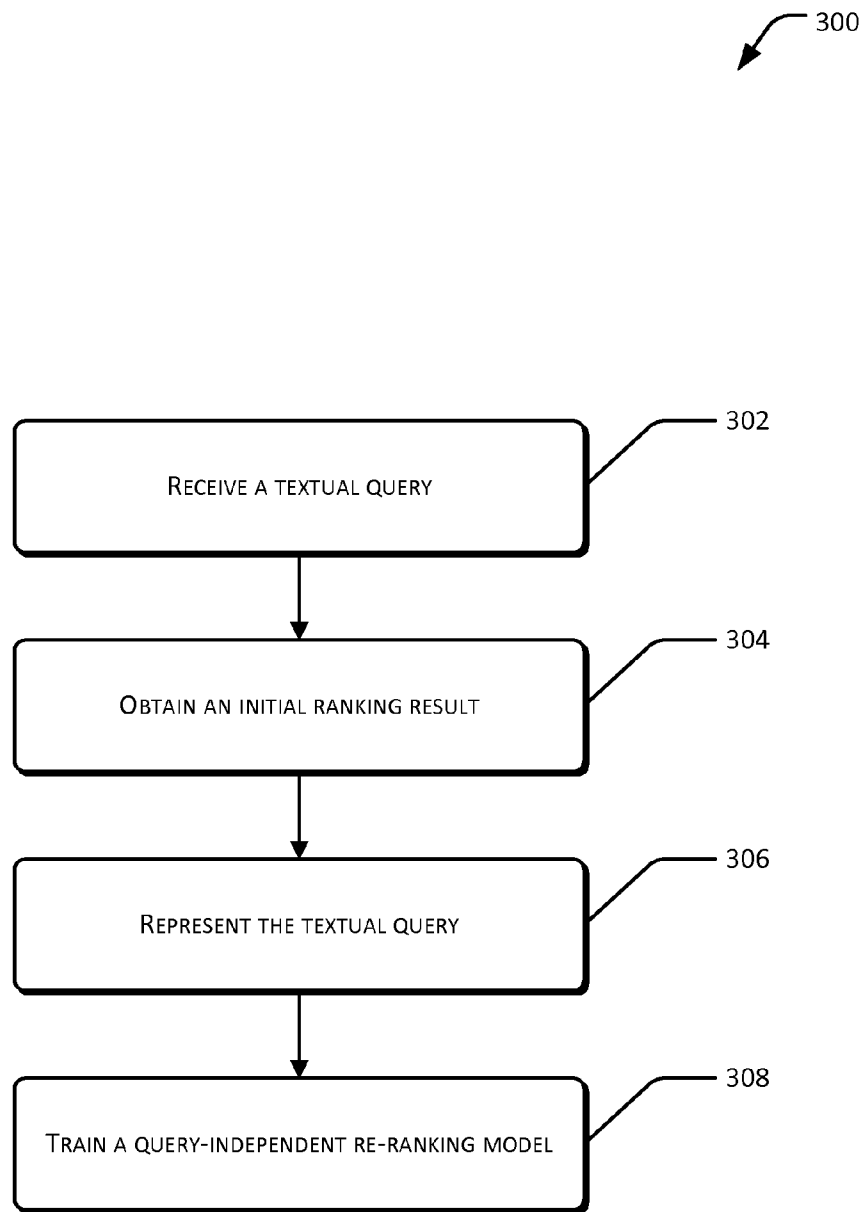 300
302
RECEIVE A TEXTUAL QUERY
304
OBTAIN AN INITIAL RANKING RESULT
306
REPRESENT THE TEXTUAL QUERY
308
TRAIN A QUERY-INDEPENDENT RE-RANKING MODEL